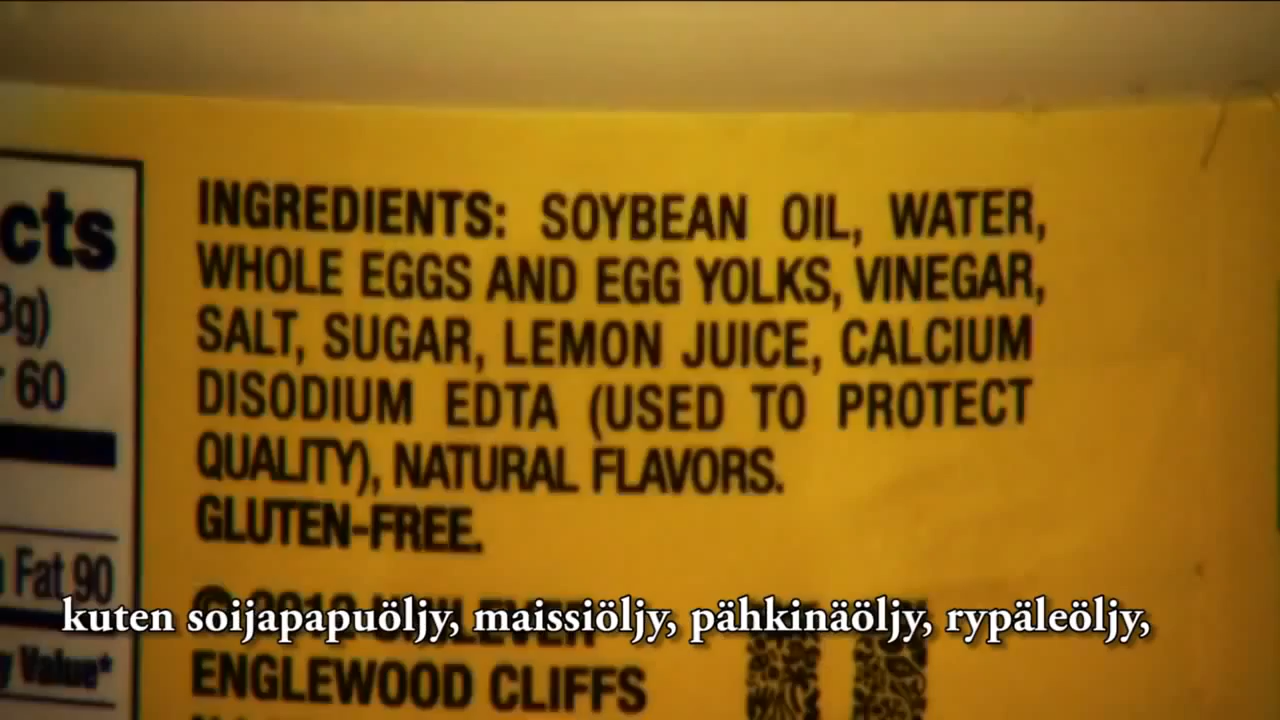 cts
3g)
60
Fat 90
Value*
INGREDIENTS: SOYBEAN OIL, WATER,
WHOLE EGGS AND EGG YOLKS, VINEGAR,
SALT, SUGAR, LEMON JUICE, CALCIUM
DISODIUM EDTA (USED TO PROTECT
QUALITY), NATURAL FLAVORS.
GLUTEN-FREE.
ENGLEWOOD CLIFFS
kuten soijapapuöljy, maissiöljy, pähkinäöljy, rypäleöljy,